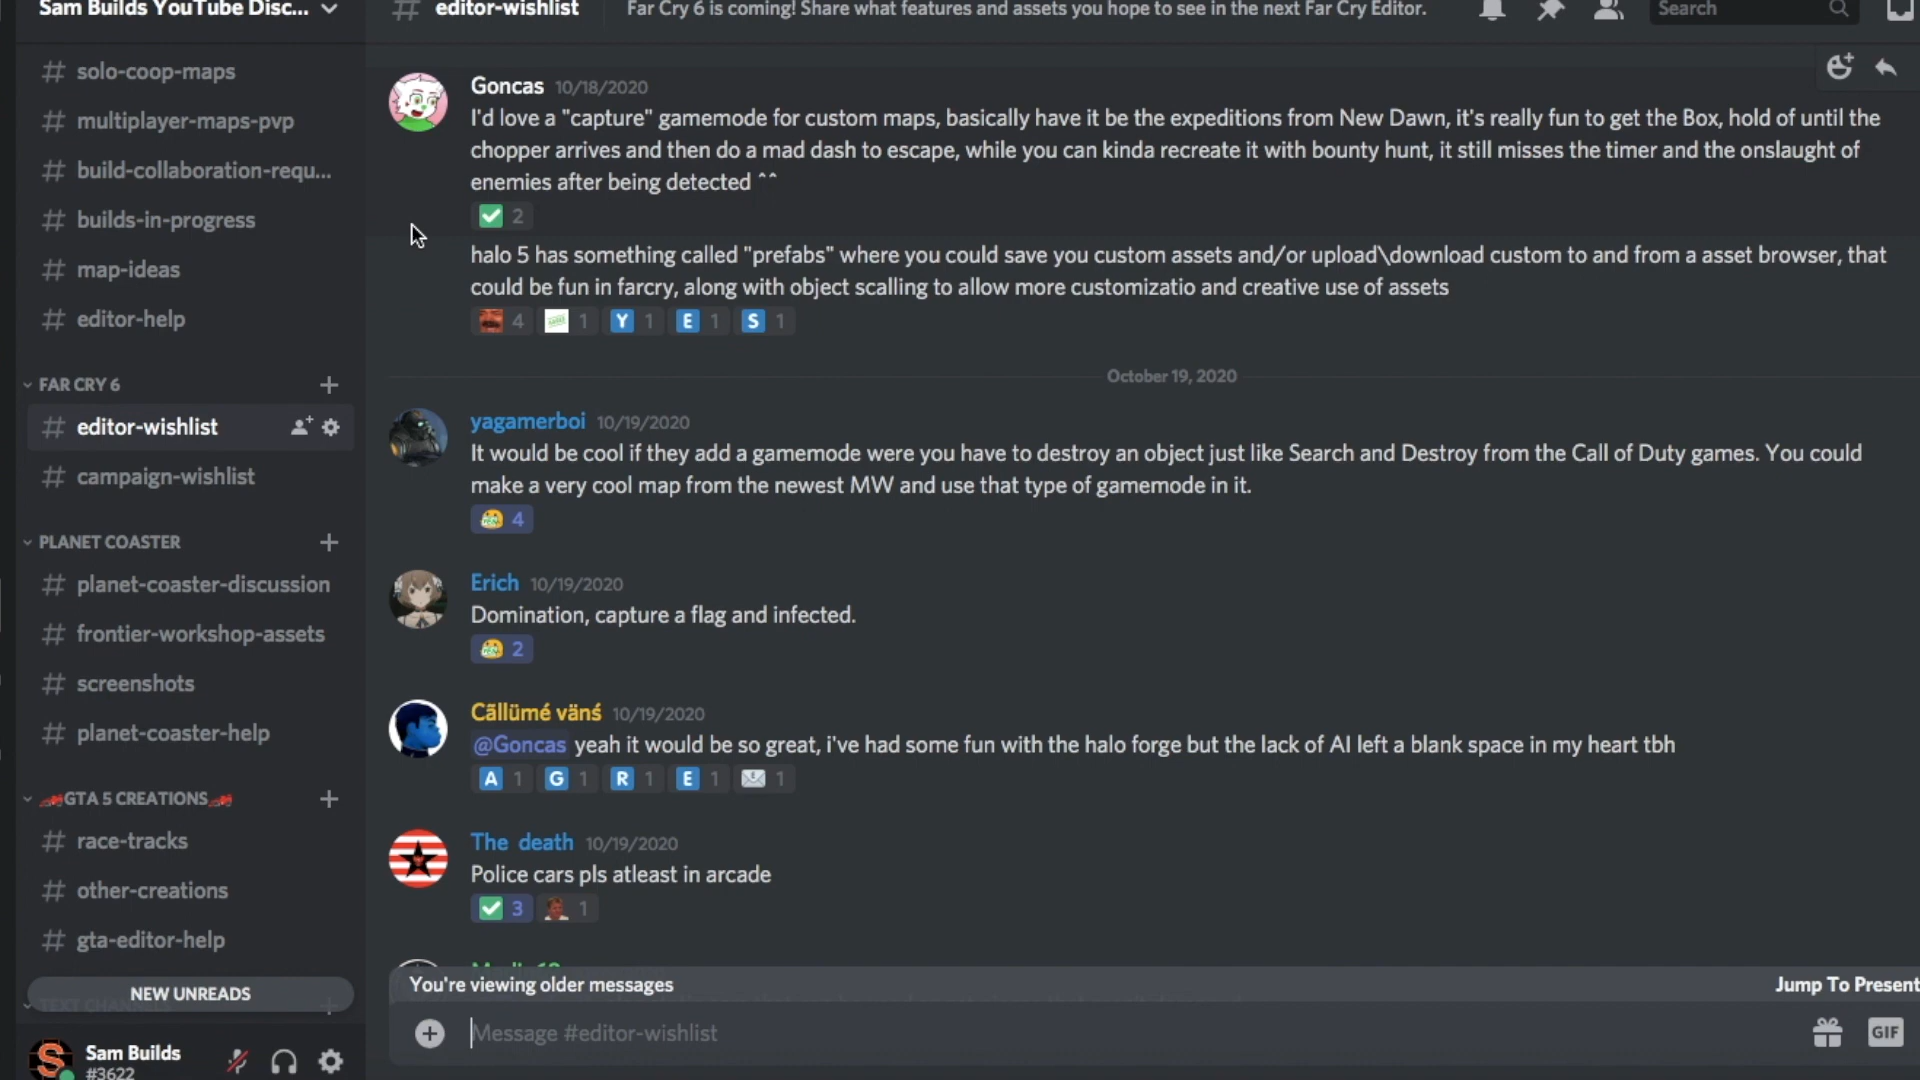 Sam Builds YouTube Disc...
# editor-wishlist
Far Cry 6 is coming! Share what features and assets you hope to see in the next Far Cry Editor.
Search
# solo-coop-maps
# multiplayer-maps-pvp
# build-collaboration-requ...
# builds-in-progress
# map-ideas
# editor-help
FAR CRY 6
# editor-wishlist
# campaign-wishlist
PLANET COASTER
# planet-coaster-discussion
# frontier-workshop-assets
# screenshots
# planet-coaster-help
GTA 5 CREATIONS
# race-tracks
# other-creations
# gta-editor-help
NEW UNREADS
TEXT CHANNELS
Sam Builds
#3622
Goncas 10/18/2020
I'd love a "capture" gamemode for custom maps, basically have it be the expeditions from New Dawn, it's really fun to get the Box, hold of until the
chopper arrives and then do a mad dash to escape, while you can kinda recreate it with bounty hunt, it still misses the timer and the onslaught of
enemies after being detected ^^
2
halo 5 has something called "prefabs" where you could save you custom assets and/or upload\download custom to and from a asset browser, that
could be fun in farcry, along with object scalling to allow more customizatio and creative use of assets
4 1 Y 1 E 1 S 1
October 19, 2020
yagamerboi 10/19/2020
It would be cool if they add a gamemode were you have to destroy an object just like Search and Destroy from the Call of Duty games. You could
make a very cool map from the newest MW and use that type of gamemode in it.
4
Erich 10/19/2020
Domination, capture a flag and infected.
2
Cãllümé väńś 10/19/2020
@Goncas yeah it would be so great, i've had some fun with the halo forge but the lack of AI left a blank space in my heart tbh
A 1 G 1 R 1 E 1 1
The death 10/19/2020
Police cars pls atleast in arcade
3 1
You're viewing older messages
Jump To Present
Message #editor-wishlist
GIF